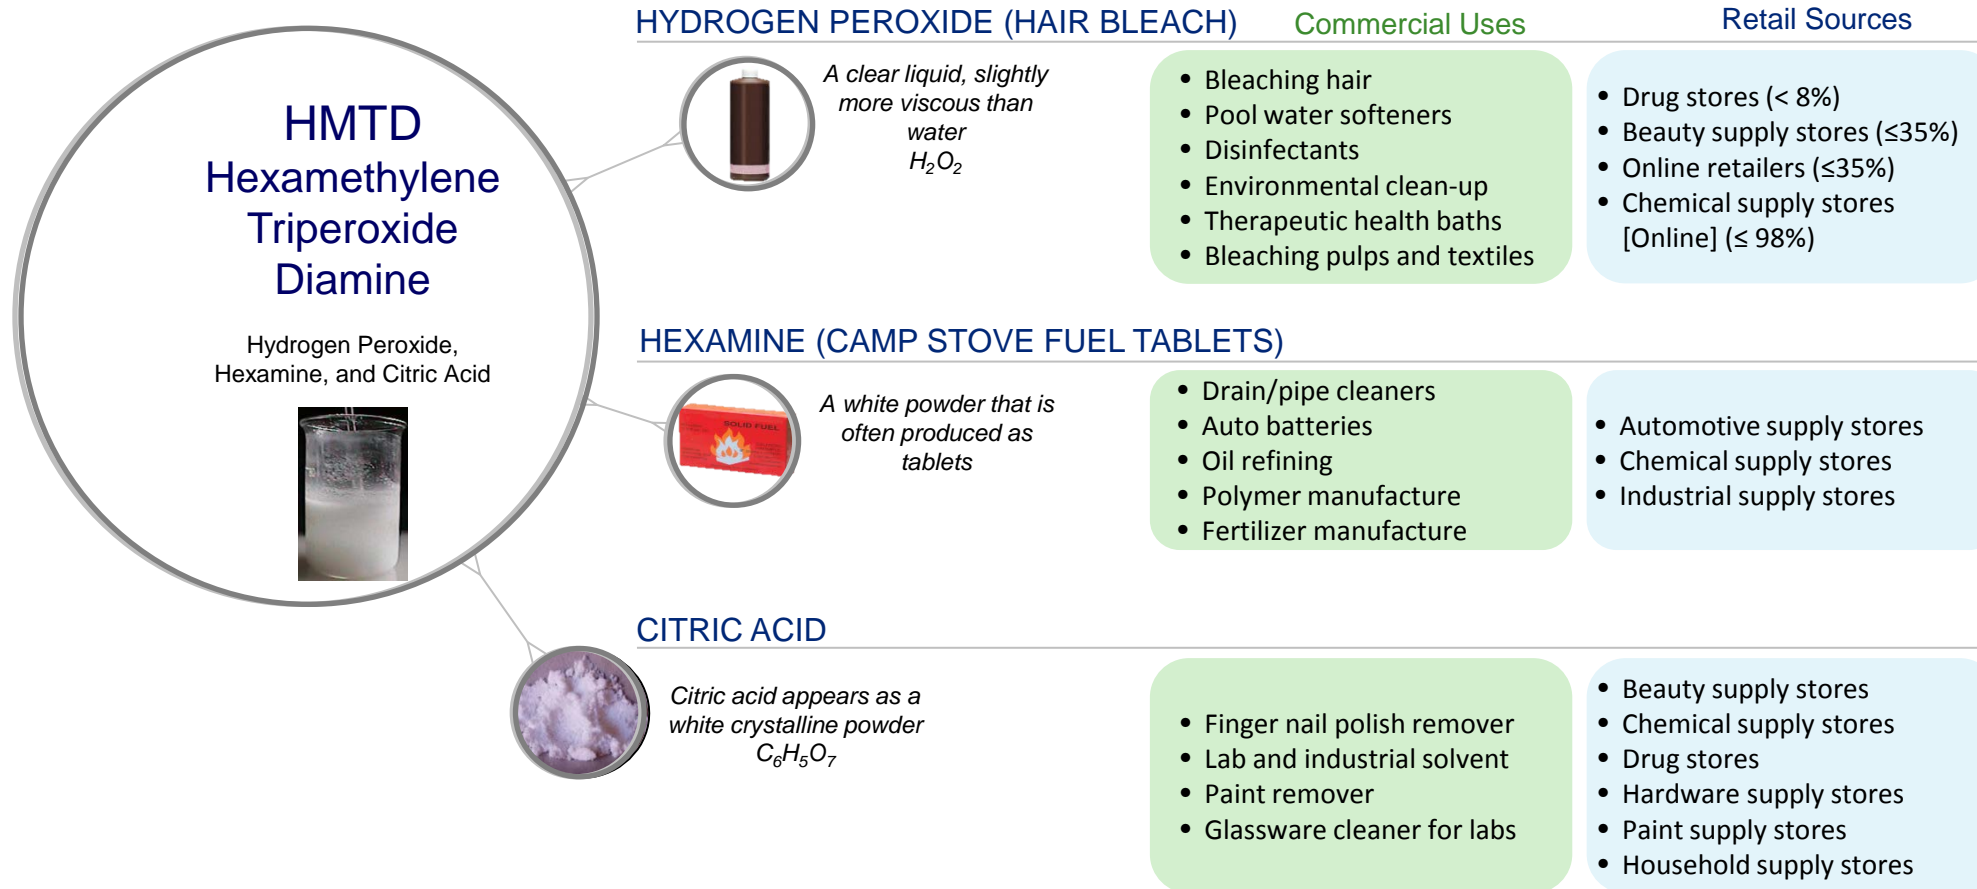 HYDROGEN PEROXIDE (HAIR BLEACH)
Commercial Uses
Retail Sources
HMTD
Hexamethylene
Triperoxide
Diamine
Hydrogen Peroxide,
Hexamine, and Citric Acid
A clear liquid, slightly
more viscous than
water
H₂O₂
• Bleaching hair
• Pool water softeners
• Disinfectants
• Environmental clean-up
• Therapeutic health baths
• Bleaching pulps and textiles
• Drug stores (< 8%)
• Beauty supply stores (≤35%)
• Online retailers (≤35%)
• Chemical supply stores
[Online] (≤ 98%)
HEXAMINE (CAMP STOVE FUEL TABLETS)
SOLID FUEL
A white powder that is
often produced as
tablets
• Drain/pipe cleaners
• Auto batteries
• Oil refining
• Polymer manufacture
• Fertilizer manufacture
• Automotive supply stores
• Chemical supply stores
• Industrial supply stores
CITRIC ACID
Citric acid appears as a
white crystalline powder
C₆H₅O₇
• Finger nail polish remover
• Lab and industrial solvent
• Paint remover
• Glassware cleaner for labs
• Beauty supply stores
• Chemical supply stores
• Drug stores
• Hardware supply stores
• Paint supply stores
• Household supply stores